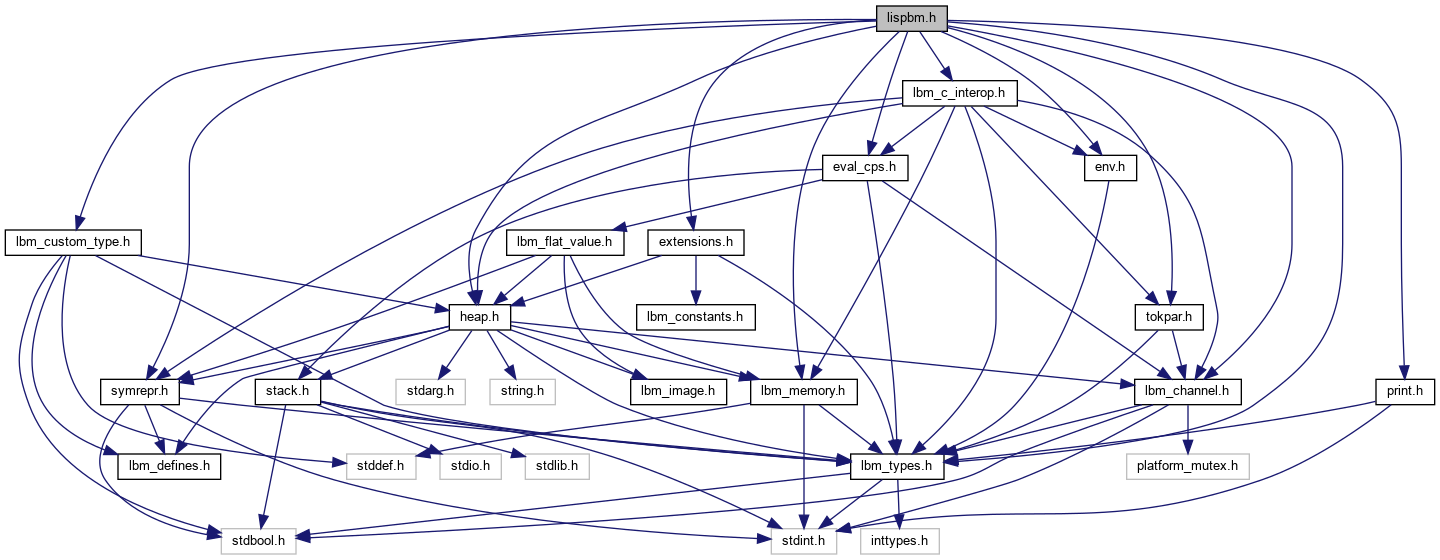 lispbm.h
lbm_c_interop.h
eval_cps.h
env.h
lbm_custom_type.h
lbm_flat_value.h
extensions.h
heap.h
lbm_constants.h
tokpar.h
symrepr.h
stack.h
stdarg.h
string.h
lbm_image.h
lbm_memory.h
lbm_channel.h
print.h
lbm_defines.h
stddef.h
stdio.h
stdlib.h
lbm_types.h
platform_mutex.h
stdbool.h
stdint.h
inttypes.h